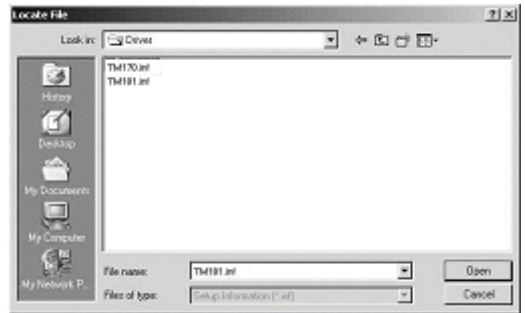 Locate File
Look in: Driver
TM170.inf
TM181.inf
History
Desktop
My Documents
My Computer
My Network P...
File name: TM181.inf
Open
Files of type: Setup Information (*.inf)
Cancel